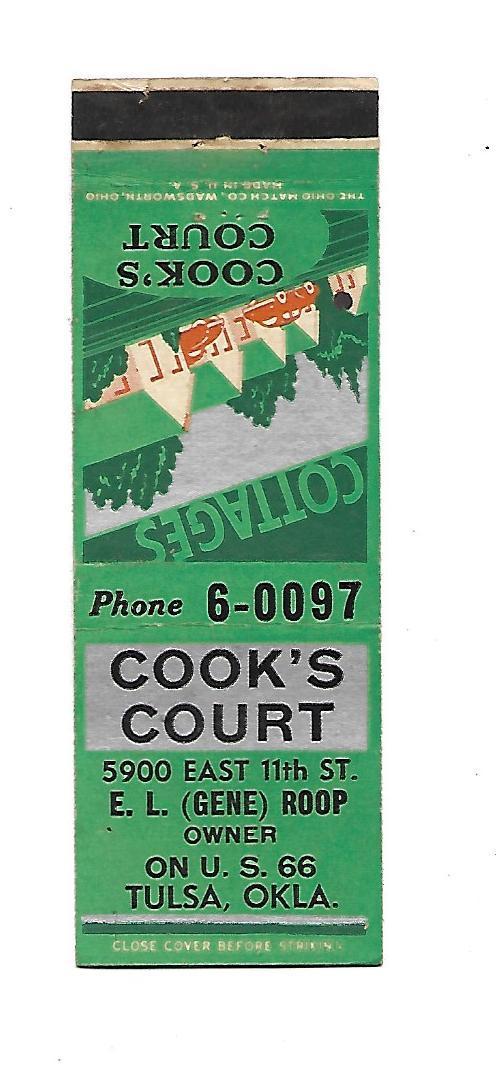 THE OHIO MATCH CO., WADSWORTH, OHIO
MADE IN U. S. A.
COOK'S
COURT
COTTAGES
Phone 6-0097
COOK'S
COURT
5900 EAST 11th ST.
E. L. (GENE) ROOP
OWNER
ON U. S. 66
TULSA, OKLA.
CLOSE COVER BEFORE STRIKING